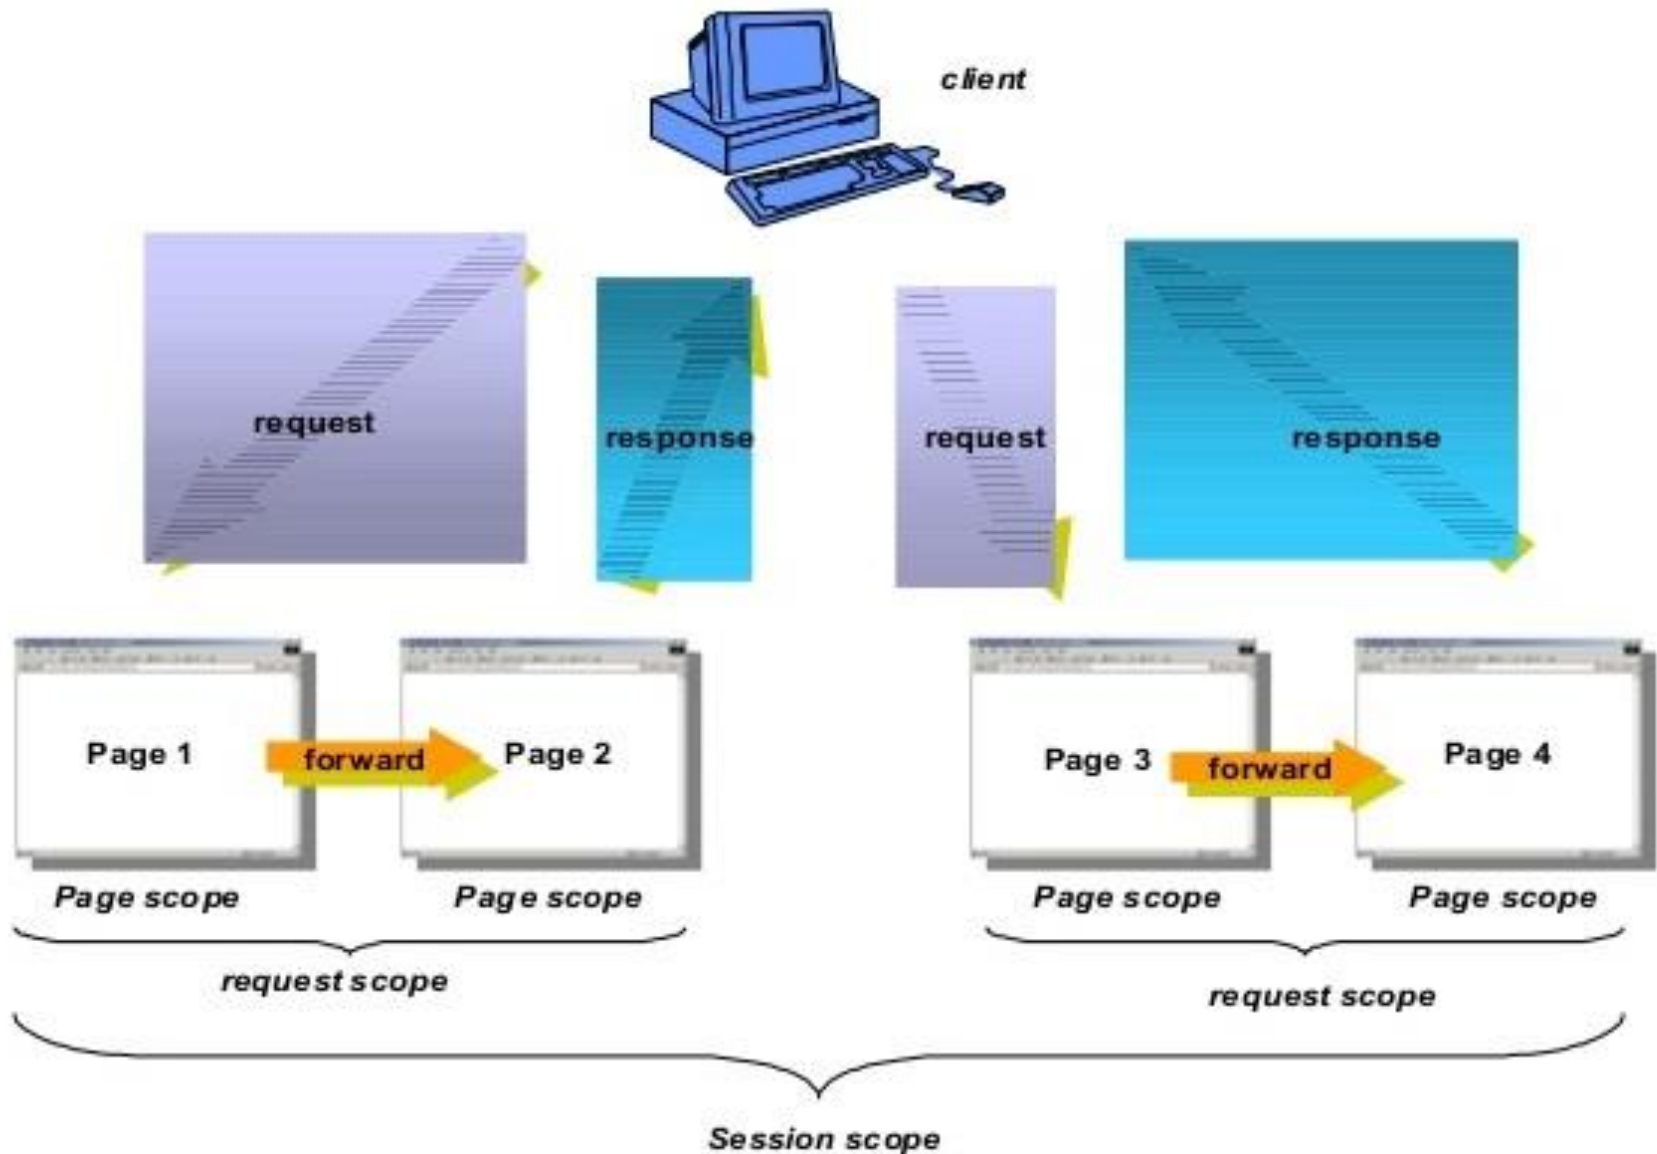 client
request
response
request
response
Page 1
forward
Page 2
Page 3
forward
Page 4
Page scope
Page scope
Page scope
Page scope
request scope
request scope
Session scope